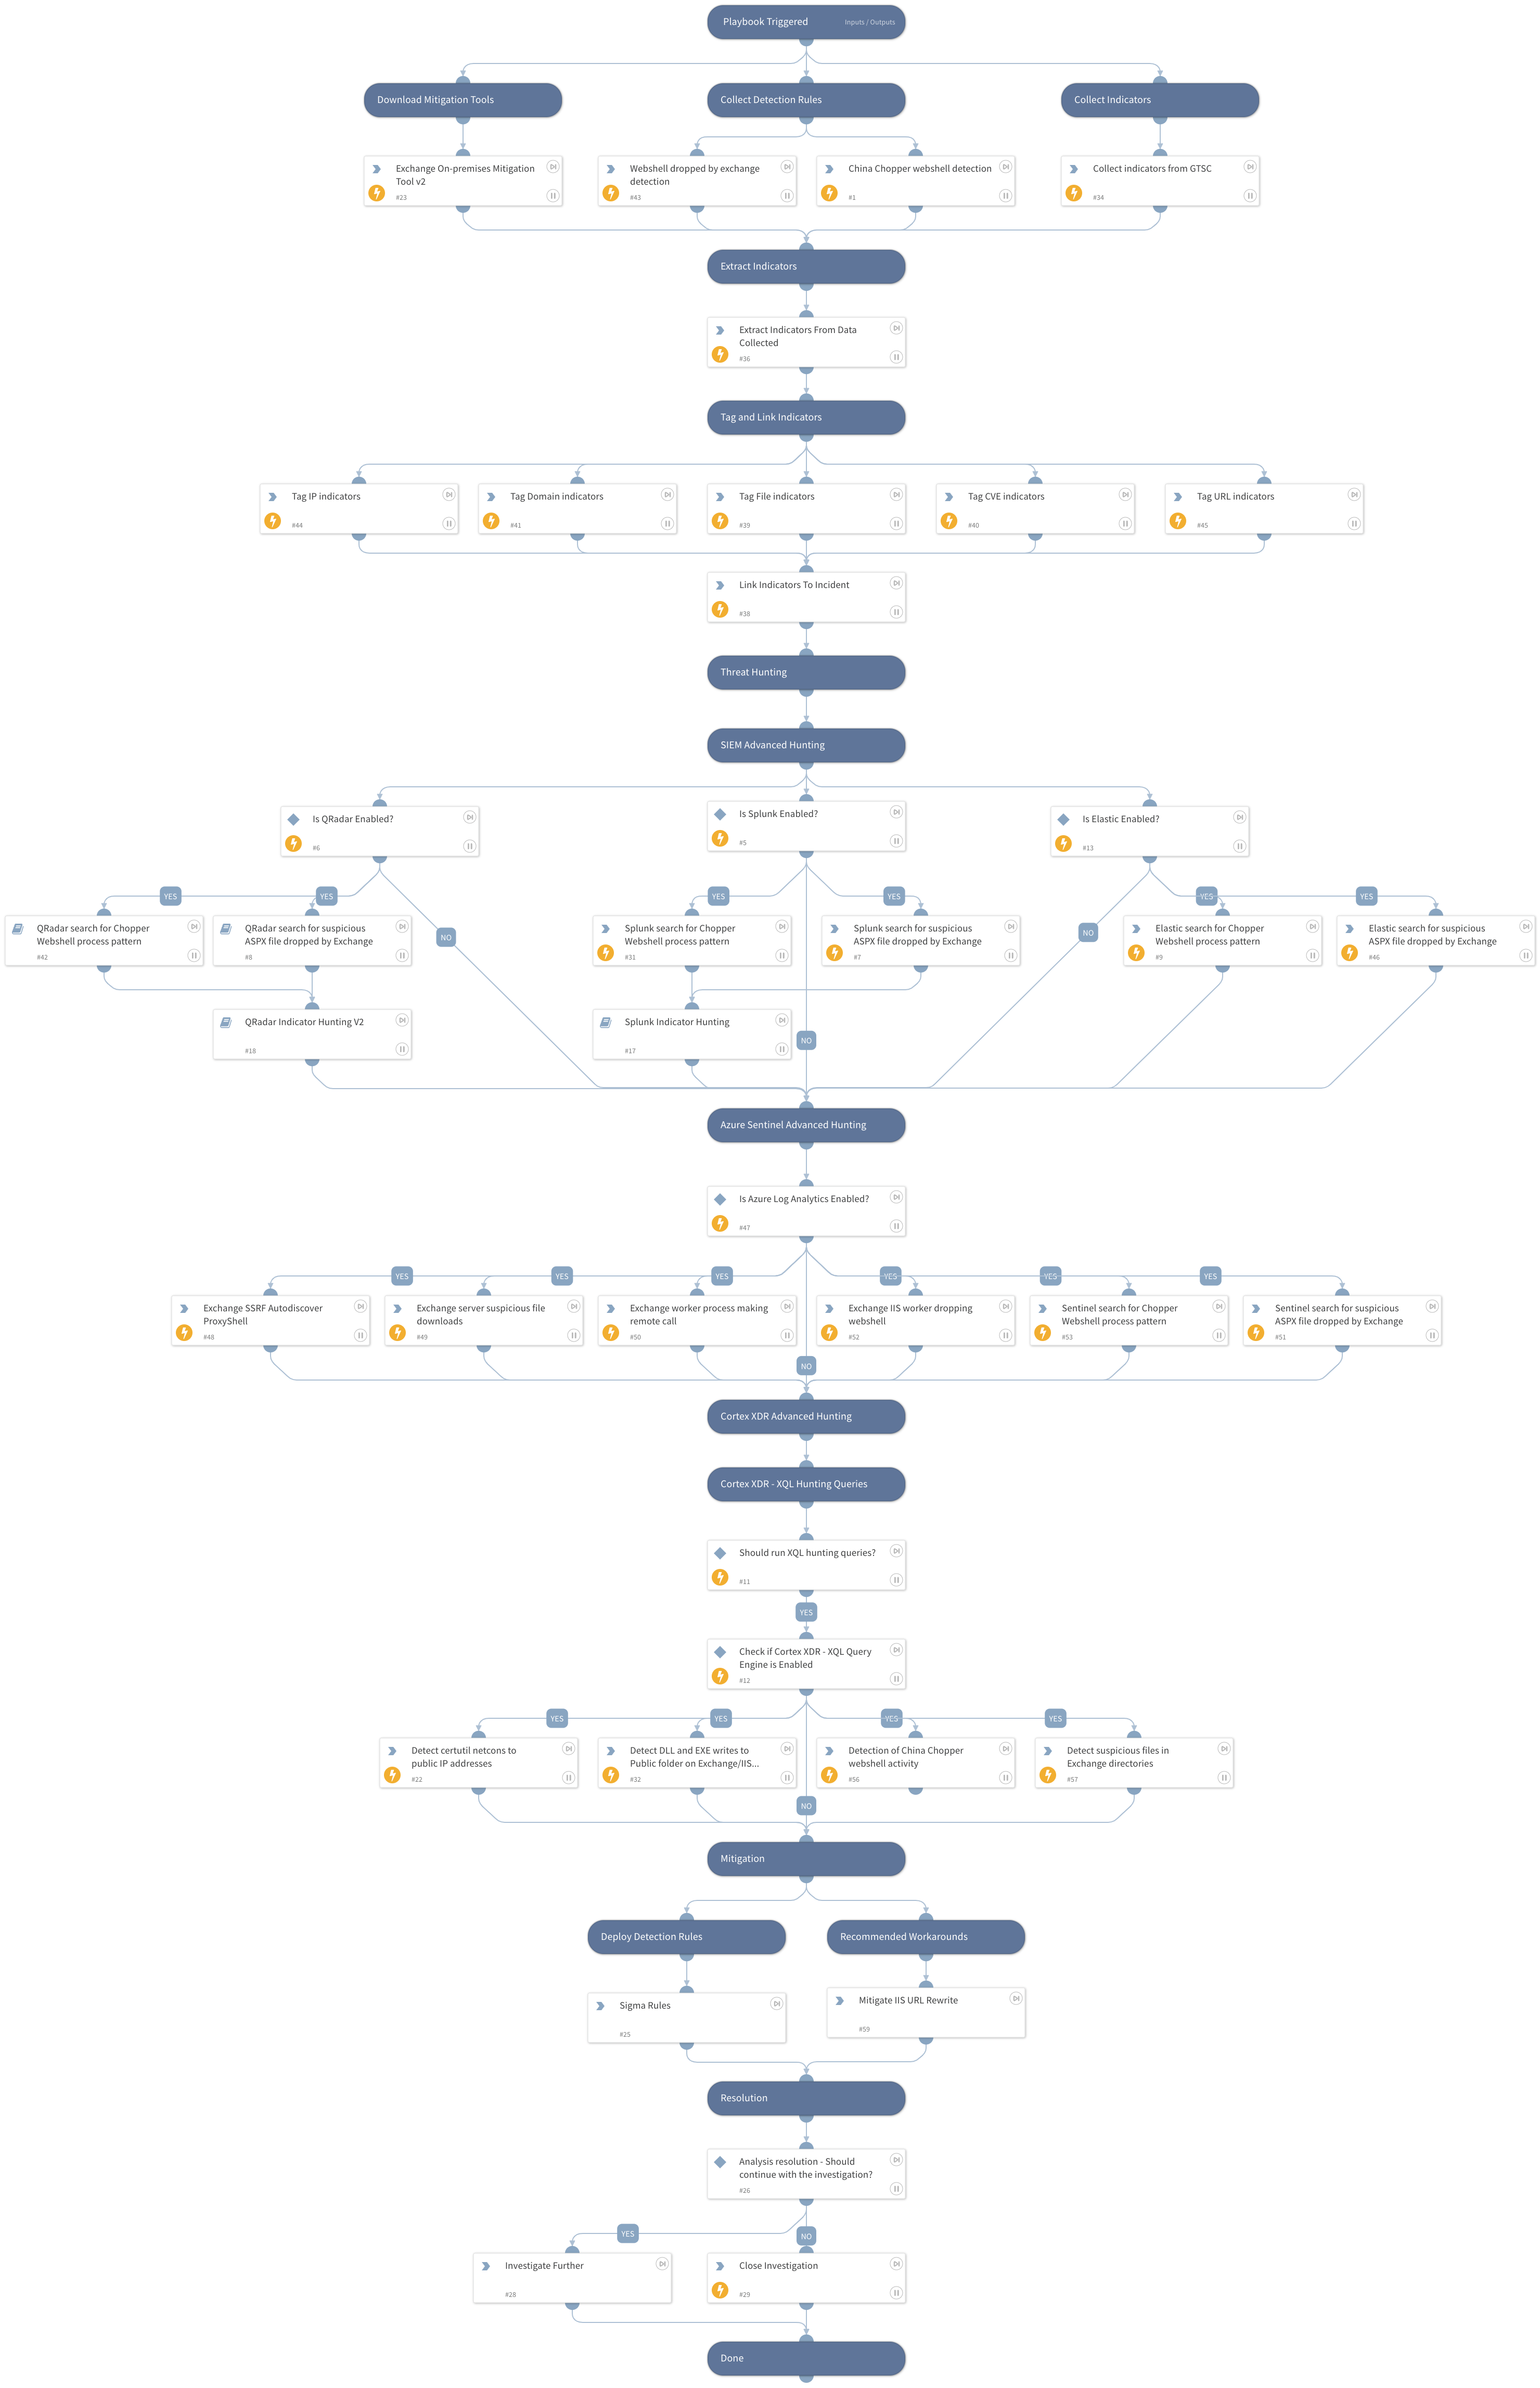 Playbook Triggered
Inputs / Outputs
Download Mitigation Tools
Collect Detection Rules
Collect Indicators
Exchange On-premises Mitigation
Tool v2
#23
Webshell dropped by exchange
detection
#43
China Chopper webshell detection
#1
Collect indicators from GTSC
#34
Extract Indicators
Extract Indicators From Data
Collected
#36
Tag and Link Indicators
Tag IP indicators
#44
Tag Domain indicators
#41
Tag File indicators
#39
Tag CVE indicators
#40
Tag URL indicators
#45
Link Indicators To Incident
#38
Threat Hunting
SIEM Advanced Hunting
Is QRadar Enabled?
#6
Is Splunk Enabled?
#5
Is Elastic Enabled?
#13
YES
YES
YES
YES
YES
YES
QRadar search for Chopper
Webshell process pattern
#42
QRadar search for suspicious
ASPX file dropped by Exchange
#8
NO
Splunk search for Chopper
Webshell process pattern
#31
Splunk search for suspicious
ASPX file dropped by Exchange
#7
NO
Elastic search for Chopper
Webshell process pattern
#9
Elastic search for suspicious
ASPX file dropped by Exchange
#46
QRadar Indicator Hunting V2
#18
Splunk Indicator Hunting
#17
NO
Azure Sentinel Advanced Hunting
Is Azure Log Analytics Enabled?
#47
YES
YES
YES
YES
YES
YES
Exchange SSRF Autodiscover
ProxyShell
#48
Exchange server suspicious file
downloads
#49
Exchange worker process making
remote call
#50
Exchange IIS worker dropping
webshell
#52
Sentinel search for Chopper
Webshell process pattern
#53
Sentinel search for suspicious
ASPX file dropped by Exchange
#51
NO
Cortex XDR Advanced Hunting
Cortex XDR - XQL Hunting Queries
Should run XQL hunting queries?
#11
YES
Check if Cortex XDR - XQL Query
Engine is Enabled
#12
YES
YES
YES
YES
Detect certutil netcons to
public IP addresses
#22
Detect DLL and EXE writes to
Public folder on Exchange/IIS...
#32
Detection of China Chopper
webshell activity
#56
Detect suspicious files in
Exchange directories
#57
NO
Mitigation
Deploy Detection Rules
Recommended Workarounds
Sigma Rules
#25
Mitigate IIS URL Rewrite
#59
Resolution
Analysis resolution - Should
continue with the investigation?
#26
YES
NO
Investigate Further
#28
Close Investigation
#29
Done